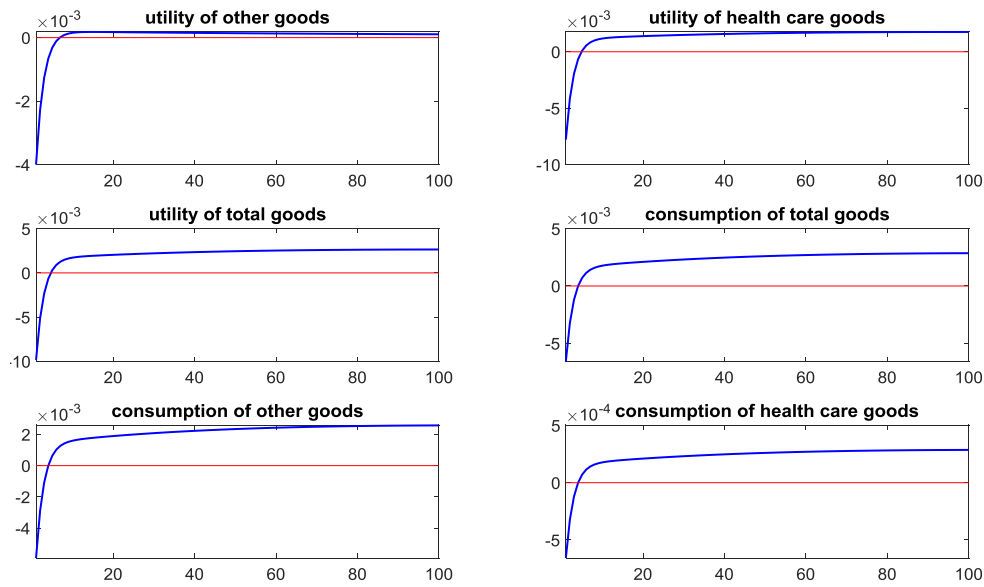 ×10-3 utility of other goods
0
-2
-4
20 40 60 80 100
×10-3 utility of health care goods
0
-5
-10
20 40 60 80 100
×10-3 utility of total goods
5
0
-5
-10
20 40 60 80 100
×10-3 consumption of total goods
5
0
-5
20 40 60 80 100
×10-3 consumption of other goods
2
0
-2
-4
20 40 60 80 100
×10-4 consumption of health care goods
5
0
-5
20 40 60 80 100